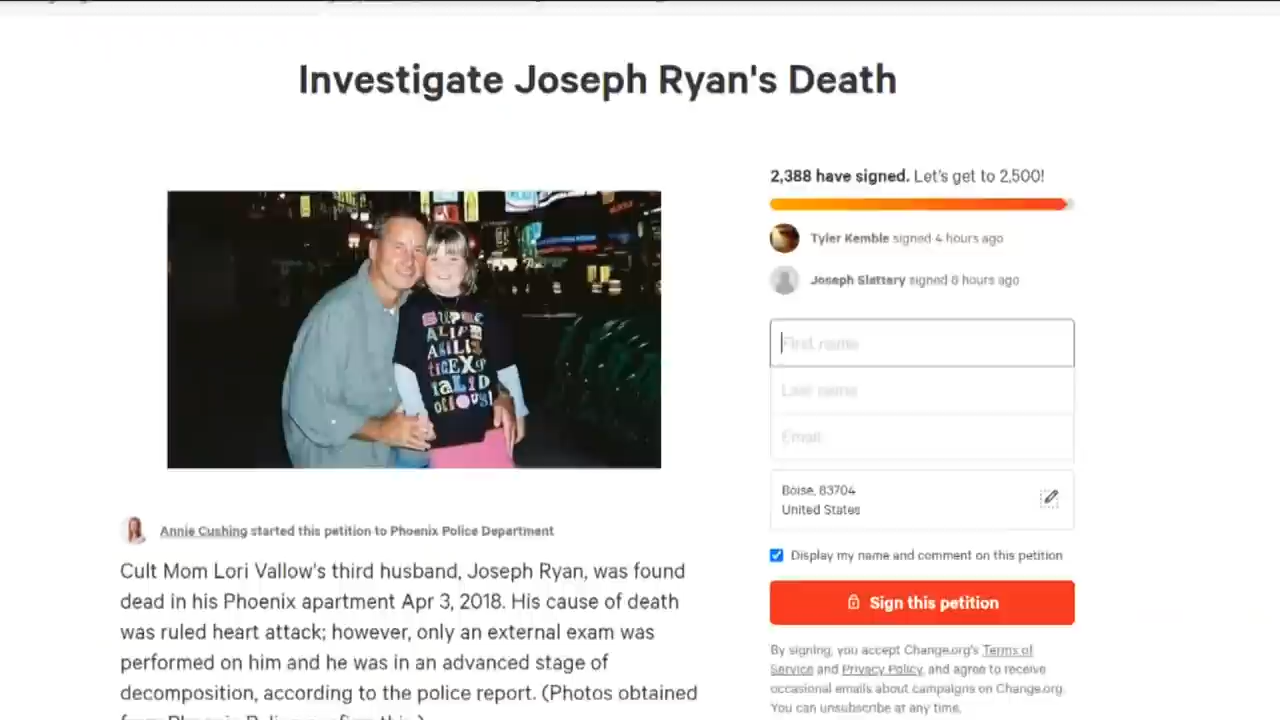 Investigate Joseph Ryan's Death
2,388 have signed. Let's get to 2,500!
Tyler Kemble signed 4 hours ago
Joseph Slattery signed 8 hours ago
First name
Last name
Email
Boise, 83704
United States
Display my name and comment on this petition
Sign this petition
By signing, you accept Change.org's Terms of
Service and Privacy Policy, and agree to receive
occasional emails about campaigns on Change.org.
You can unsubscribe at any time.
Annie Cushing started this petition to Phoenix Police Department
Cult Mom Lori Vallow's third husband, Joseph Ryan, was found
dead in his Phoenix apartment Apr 3, 2018. His cause of death
was ruled heart attack; however, only an external exam was
performed on him and he was in an advanced stage of
decomposition, according to the police report. (Photos obtained